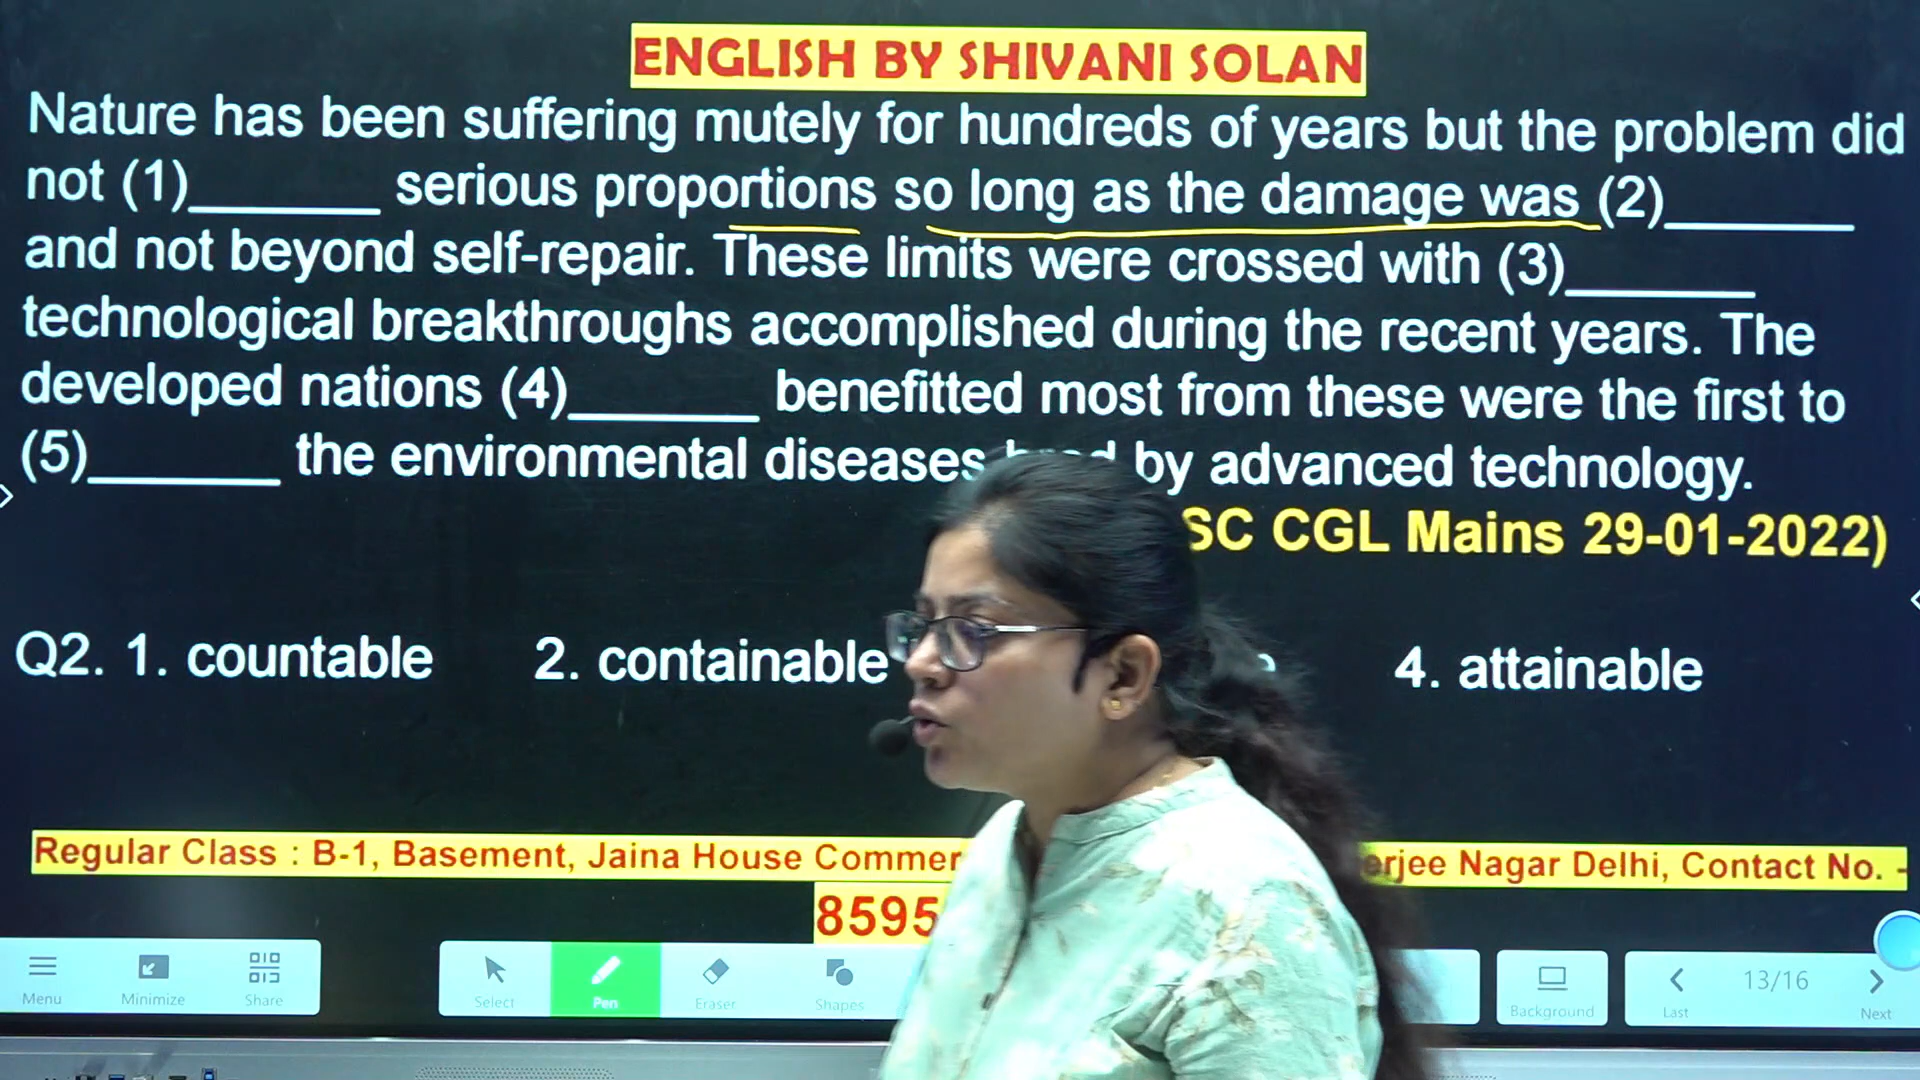 ENGLISH BY SHIVANI SOLAN
Nature has been suffering mutely for hundreds of years but the problem did
not (1)_______ serious proportions so long as the damage was (2)_______
and not beyond self-repair. These limits were crossed with (3)_______
technological breakthroughs accomplished during the recent years. The
developed nations (4)_______ benefitted most from these were the first to
(5)_______ the environmental diseases by advanced technology.
SC CGL Mains 29-01-2022)
Q2. 1. countable 2. containable 4. attainable
Regular Class : B-1, Basement, Jaina House Commer erjee Nagar Delhi, Contact No. -
8595
Menu Minimize Share Select Pen Eraser Shapes Background Last 13/16 Next